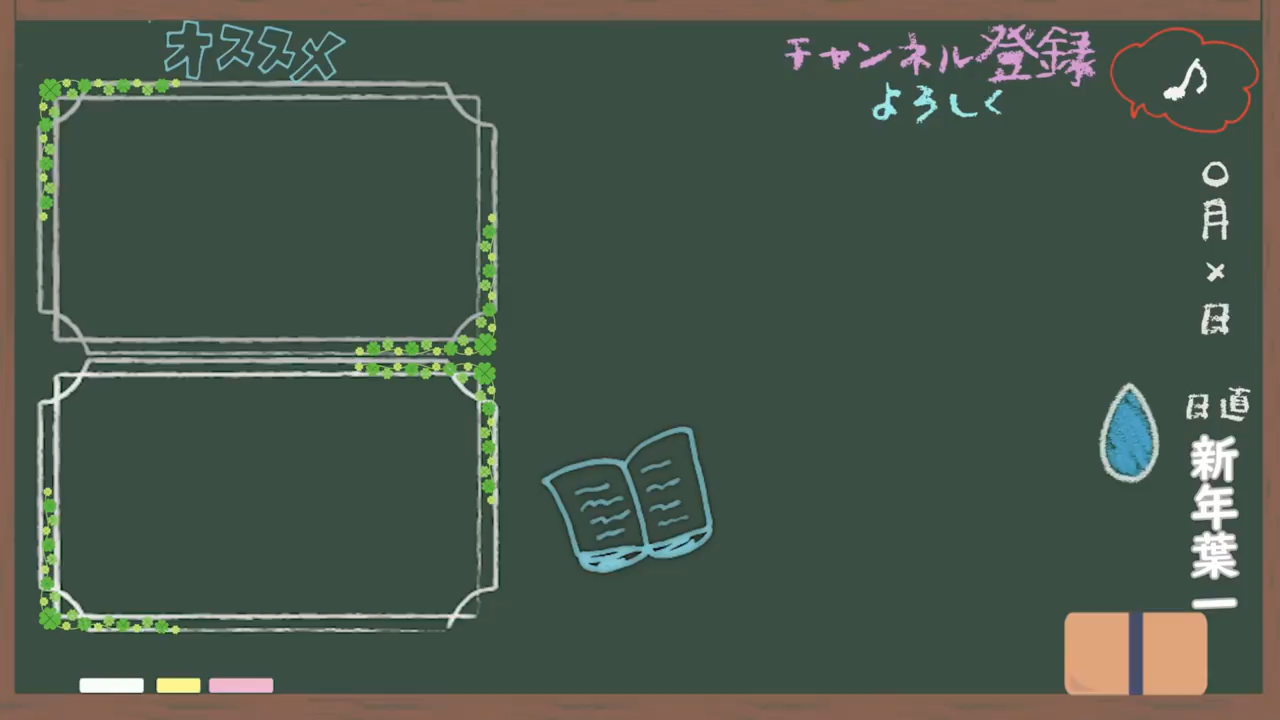 オススメ
チャンネル登録
よろしく
〇月×日
日直
新年葉一